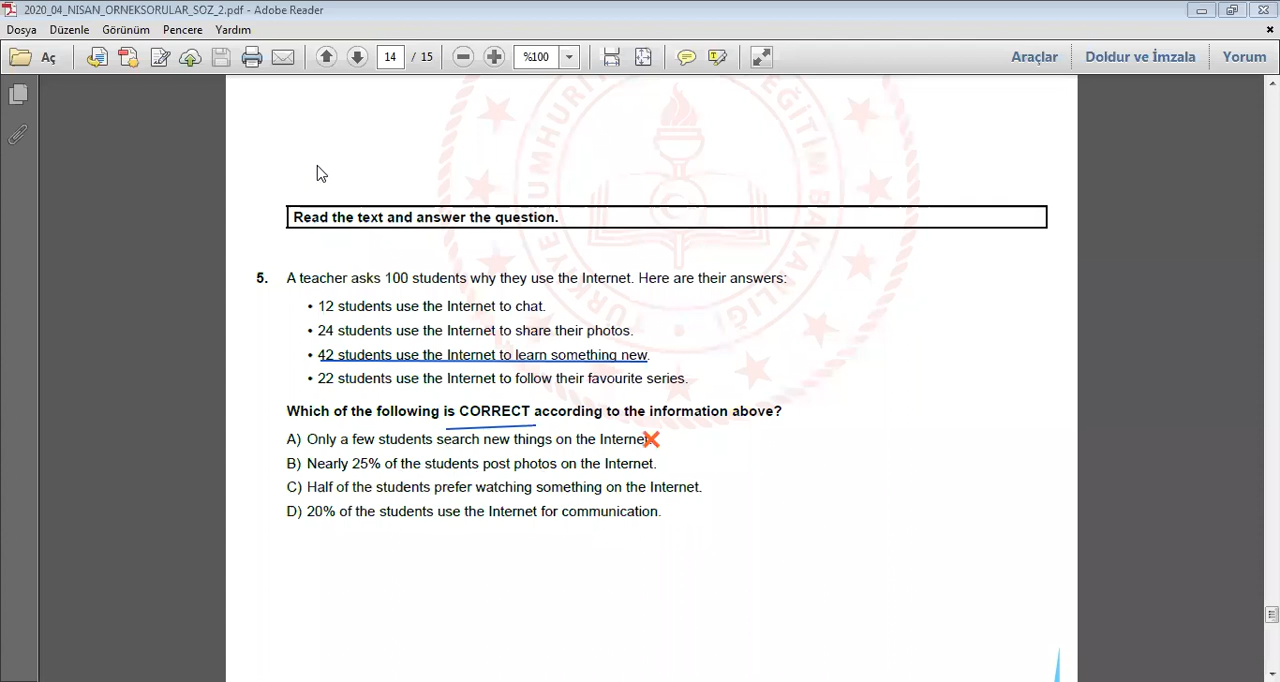 2020_04_NISAN_ORNEKSORULAR_SOZ_2.pdf - Adobe Reader
Dosya Düzenle Görünüm Pencere Yardım
Aç 14 / 15 %100 Araçlar Doldur ve İmzala Yorum
Read the text and answer the question.
5. A teacher asks 100 students why they use the Internet. Here are their answers:
• 12 students use the Internet to chat.
• 24 students use the Internet to share their photos.
• 42 students use the Internet to learn something new.
• 22 students use the Internet to follow their favourite series.
Which of the following is CORRECT according to the information above?
A) Only a few students search new things on the Internet.
B) Nearly 25% of the students post photos on the Internet.
C) Half of the students prefer watching something on the Internet.
D) 20% of the students use the Internet for communication.